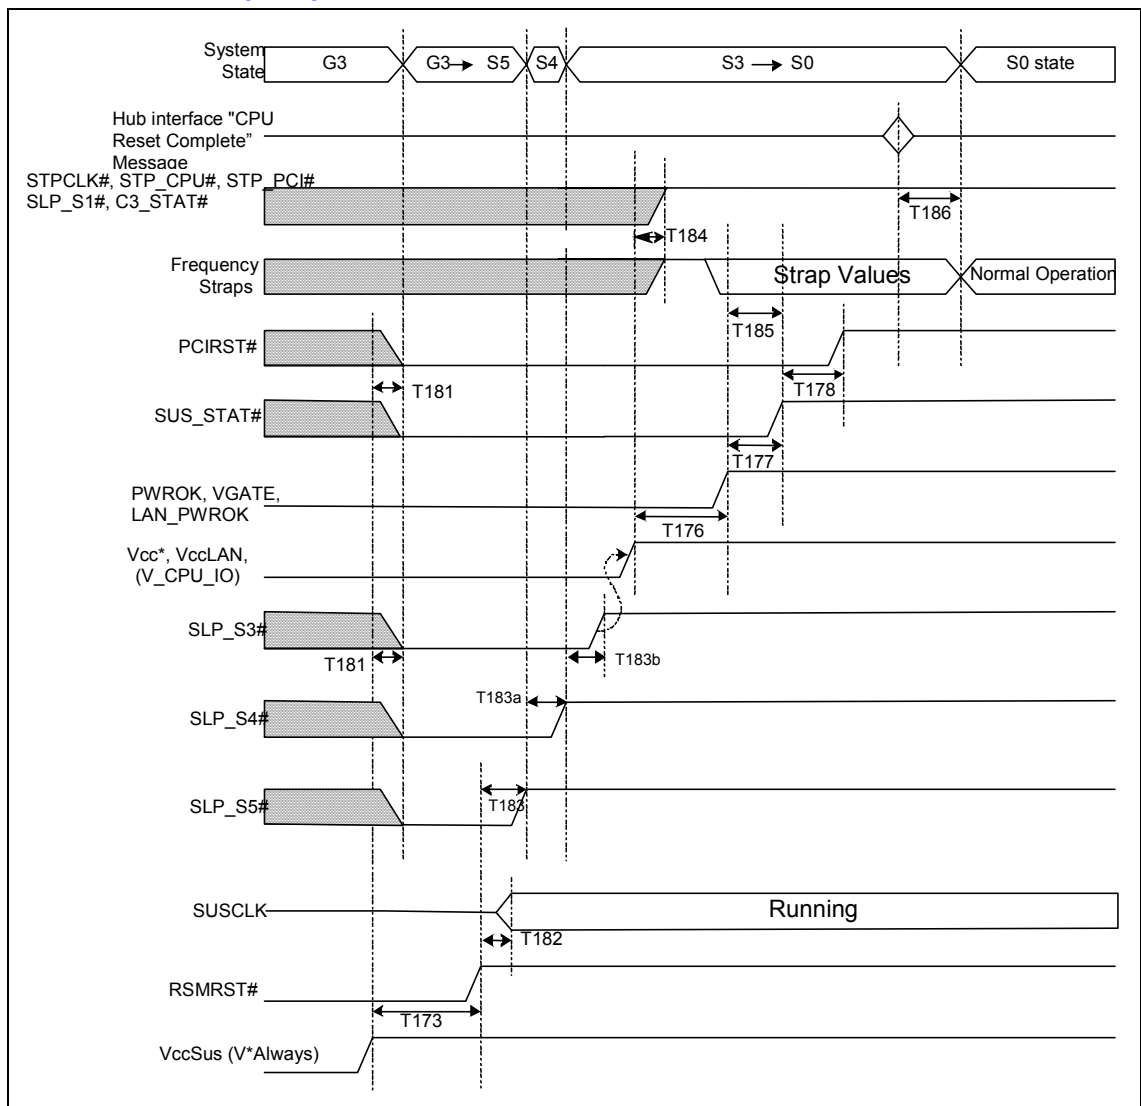 System
State
G3
G3 → S5
S4
S3 → S0
S0 state
Hub interface "CPU
Reset Complete”
Message
STPCLK#, STP_CPU#, STP_PCI#
SLP_S1#, C3_STAT#
T186
T184
Frequency
Straps
Strap Values
Normal Operation
T185
PCIRST#
T181
T178
SUS_STAT#
T177
PWROK, VGATE,
LAN_PWROK
T176
Vcc*, VccLAN,
(V_CPU_IO)
SLP_S3#
T181
T183b
T183a
SLP_S4#
SLP_S5#
T183
SUSCLK
Running
T182
RSMRST#
T173
VccSus (V*Always)